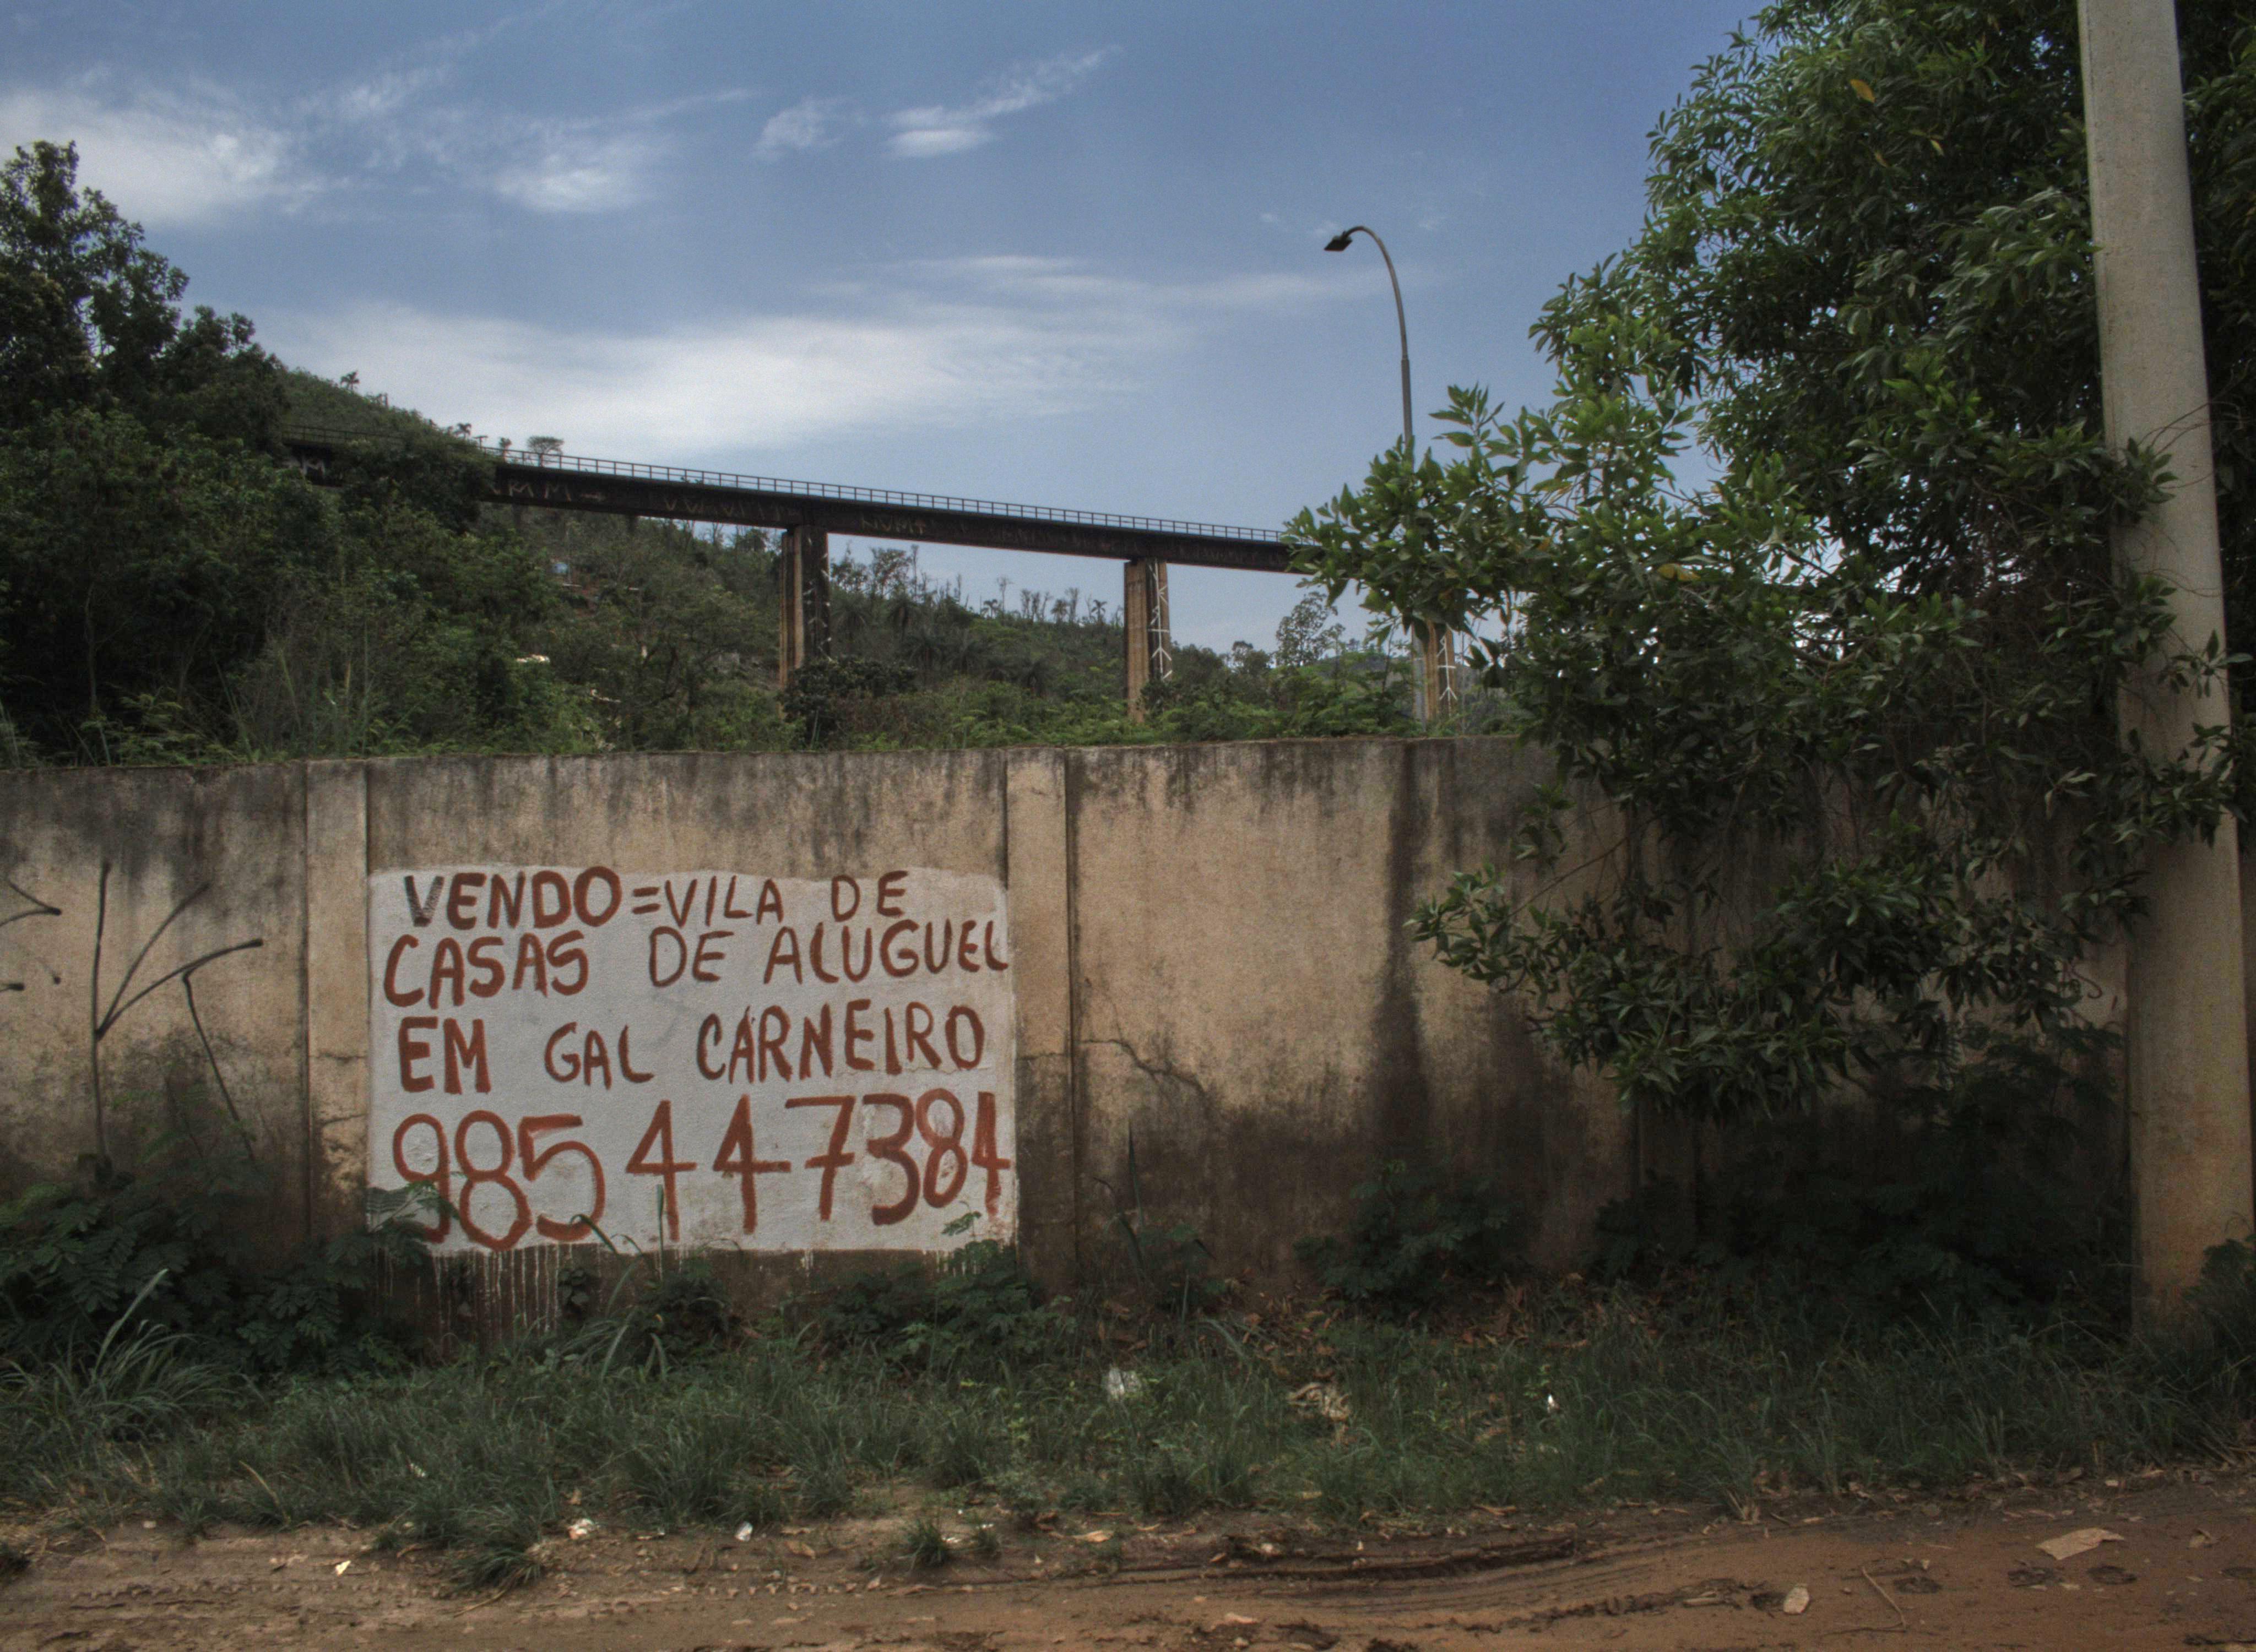 VENDO=VILA DE
CASAS DE ALUGUEL
EM GAL CARNEIRO
985447384